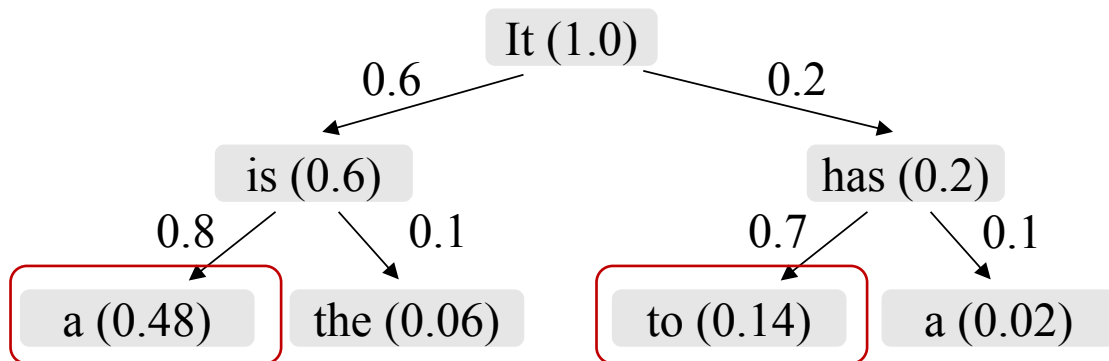 It (1.0)
0.6 0.2
is (0.6) has (0.2)
0.8 0.1 0.7 0.1
a (0.48) the (0.06) to (0.14) a (0.02)